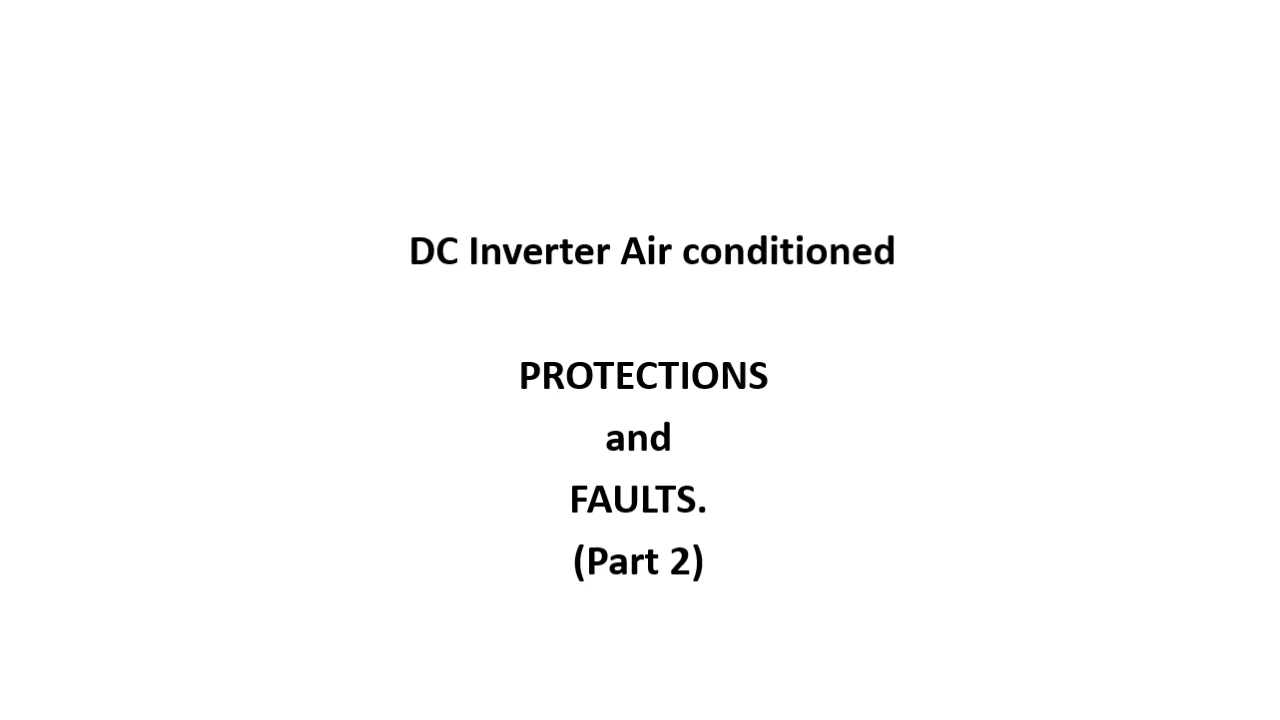 DC Inverter Air conditioned
PROTECTIONS
and
FAULTS.
(Part 2)